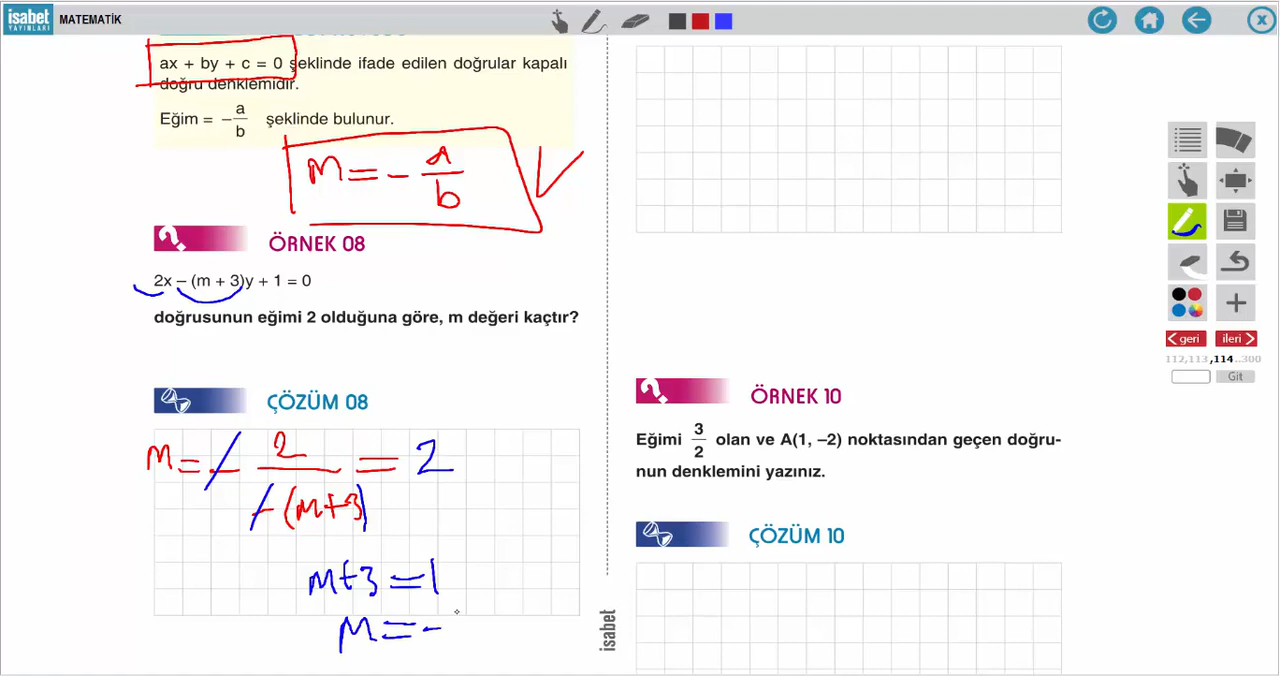 isabet
YAYINLARI
MATEMATİK
ax + by + c = 0 şeklinde ifade edilen doğrular kapalı
doğru denklemidir.
Eğim = -a/b şeklinde bulunur.
M = - a/b
ÖRNEK 08
2x – (m + 3)y + 1 = 0
doğrusunun eğimi 2 olduğuna göre, m değeri kaçtır?
ÇÖZÜM 08
M = - 2/-(M+3) = 2
M+3 = 1
M = -
ÖRNEK 10
Eğimi 3/2 olan ve A(1, –2) noktasından geçen doğru-
nun denklemini yazınız.
ÇÖZÜM 10
isabet
geri
ileri
112,113,114..300
Git